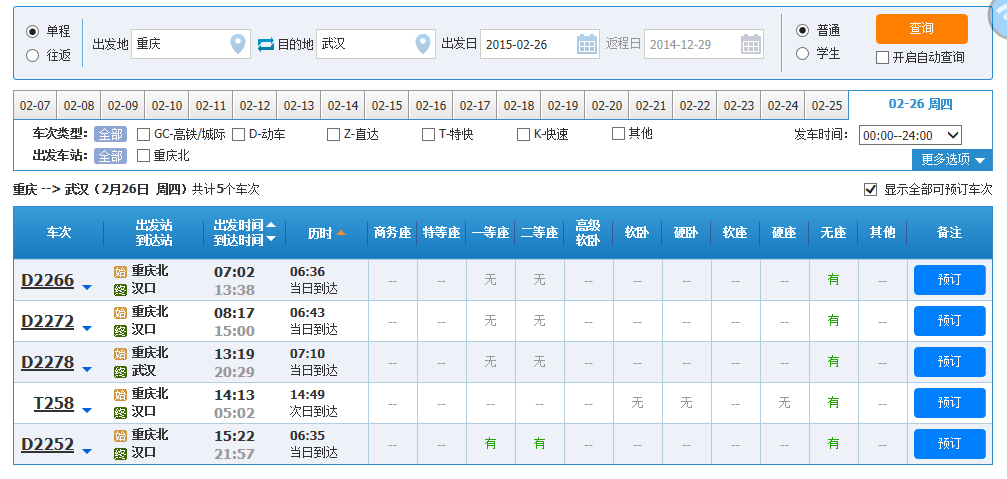 单程
往返
出发地 重庆 目的地 武汉 出发日 2015-02-26 返程日 2014-12-29
普通
学生
查询
开启自动查询
02-07 02-08 02-09 02-10 02-11 02-12 02-13 02-14 02-15 02-16 02-17 02-18 02-19 02-20 02-21 02-22 02-23 02-24 02-25 02-26 周四
车次类型： 全部 GC-高铁/城际 D-动车 Z-直达 T-特快 K-快速 其他 发车时间： 00:00--24:00
出发车站： 全部 重庆北
更多选项
重庆 --> 武汉（2月26日 周四）共计5个车次 显示全部可预订车次
车次 出发站 到达站 出发时间 到达时间 历时 商务座 特等座 一等座 二等座 高级软卧 软卧 硬卧 软座 硬座 无座 其他 备注
D2266 始 重庆北 07:02 06:36 -- -- 无 无 -- -- -- -- -- 有 -- 预订
终 汉口 13:38 当日到达
D2272 始 重庆北 08:17 06:43 -- -- 无 无 -- -- -- -- -- 有 -- 预订
终 汉口 15:00 当日到达
D2278 始 重庆北 13:19 07:10 -- -- 无 无 -- -- -- -- -- 有 -- 预订
终 武汉 20:29 当日到达
T258 始 重庆北 14:13 14:49 -- -- -- -- -- 无 无 -- 无 有 -- 预订
终 汉口 05:02 次日到达
D2252 始 重庆北 15:22 06:35 -- -- 有 有 -- -- -- -- -- 有 -- 预订
终 汉口 21:57 当日到达